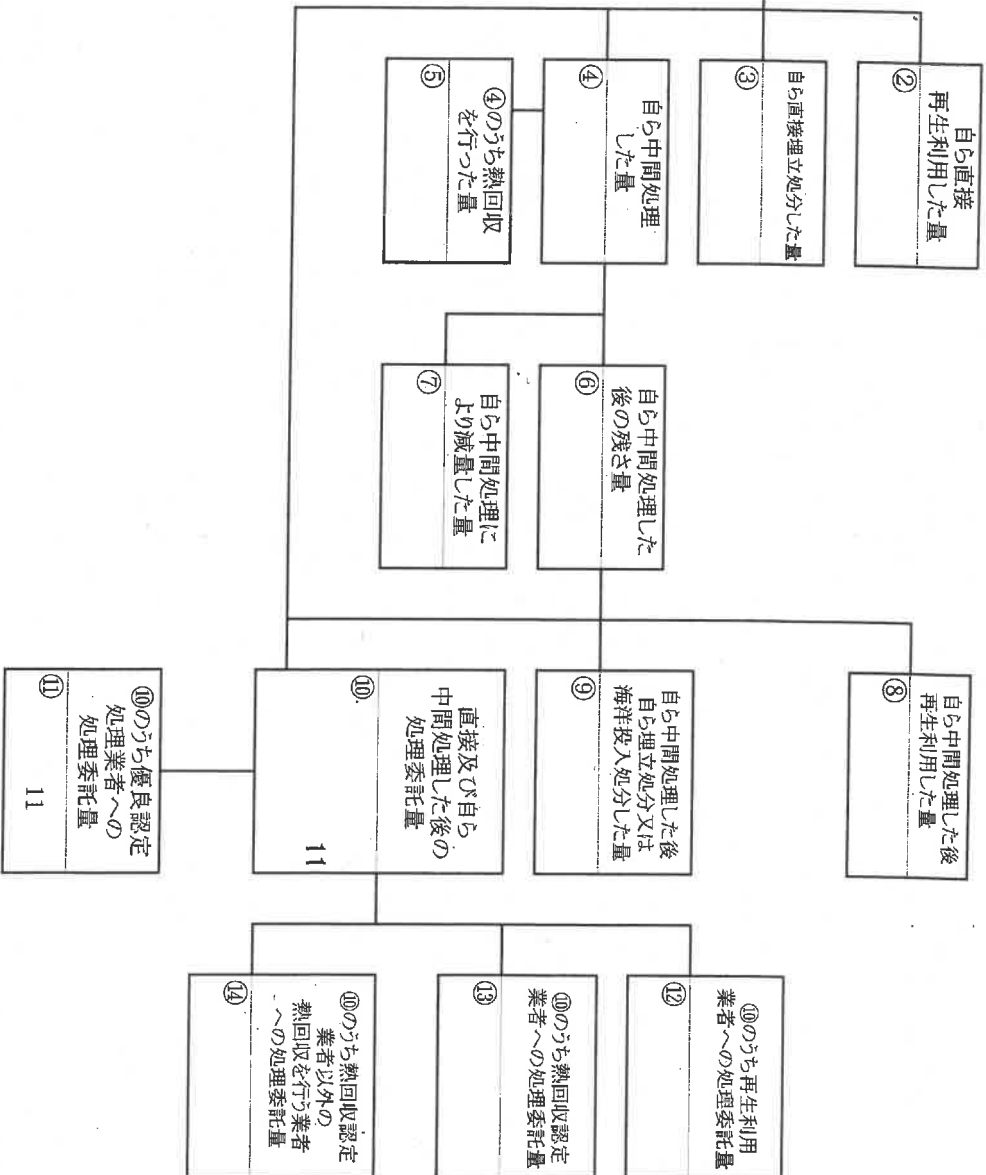 自ら直接
再生利用した量
②
自ら直接埋立処分した量
③
自ら中間処理
した量
④
④のうち熱回収
を行った量
⑤
自ら中間処理した
後の残さ量
⑥
自ら中間処理に
より減量した量
⑦
自ら中間処理した後
再生利用した量
⑧
自ら中間処理した後
自ら埋立処分又は
海洋投入処分した量
⑨
直接及び自ら
中間処理した後の
処理委託量
⑩
11
⑩のうち優良認定
処理業者への
処理委託量
⑪
11
⑩のうち再生利用
業者への処理委託量
⑫
⑩のうち熱回収認定
業者への処理委託量
⑬
⑩のうち熱回収認定
業者以外の
熱回収を行う業者
への処理委託量
⑭